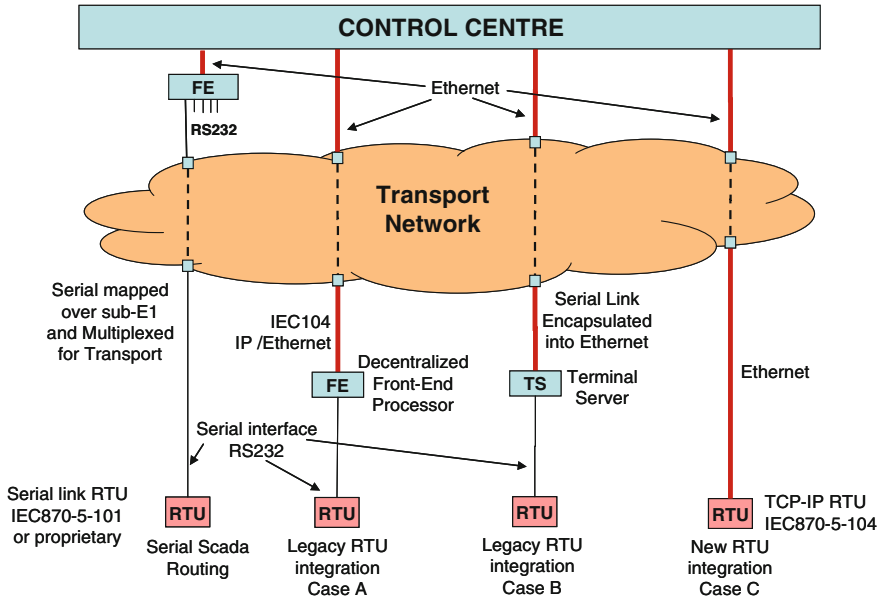 CONTROL CENTRE
FE
RS232
Ethernet
Transport
Network
Serial mapped
over sub-E1
and Multiplexed
for Transport
IEC104
IP /Ethernet
Serial Link
Encapsulated
into Ethernet
FE
Decentralized
Front-End
Processor
TS
Terminal
Server
Ethernet
Serial interface
RS232
Serial link RTU
IEC870-5-101
or proprietary
RTU
RTU
RTU
RTU
TCP-IP RTU
IEC870-5-104
Serial Scada
Routing
Legacy RTU
integration
Case A
Legacy RTU
integration
Case B
New RTU
integration
Case C